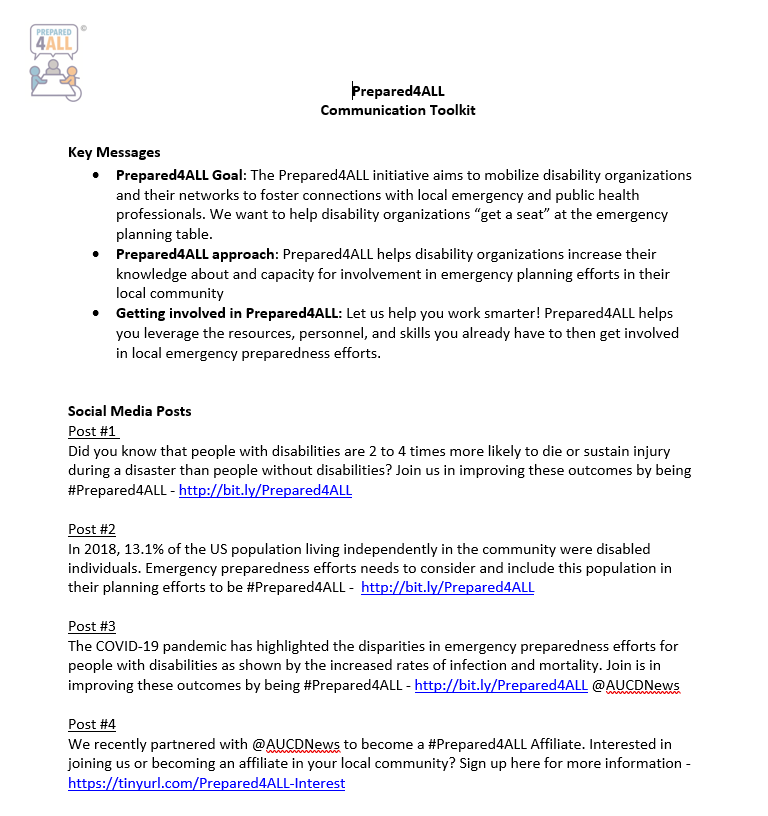 PREPARED
4ALL
©
Prepared4ALL
Communication Toolkit
Key Messages
• Prepared4ALL Goal: The Prepared4ALL initiative aims to mobilize disability organizations
and their networks to foster connections with local emergency and public health
professionals. We want to help disability organizations “get a seat” at the emergency
planning table.
• Prepared4ALL approach: Prepared4ALL helps disability organizations increase their
knowledge about and capacity for involvement in emergency planning efforts in their
local community
• Getting involved in Prepared4ALL: Let us help you work smarter! Prepared4ALL helps
you leverage the resources, personnel, and skills you already have to then get involved
in local emergency preparedness efforts.
Social Media Posts
Post #1
Did you know that people with disabilities are 2 to 4 times more likely to die or sustain injury
during a disaster than people without disabilities? Join us in improving these outcomes by being
#Prepared4ALL - http://bit.ly/Prepared4ALL
Post #2
In 2018, 13.1% of the US population living independently in the community were disabled
individuals. Emergency preparedness efforts needs to consider and include this population in
their planning efforts to be #Prepared4ALL - http://bit.ly/Prepared4ALL
Post #3
The COVID-19 pandemic has highlighted the disparities in emergency preparedness efforts for
people with disabilities as shown by the increased rates of infection and mortality. Join is in
improving these outcomes by being #Prepared4ALL - http://bit.ly/Prepared4ALL @AUCDNews
Post #4
We recently partnered with @AUCDNews to become a #Prepared4ALL Affiliate. Interested in
joining us or becoming an affiliate in your local community? Sign up here for more information -
https://tinyurl.com/Prepared4ALL-Interest